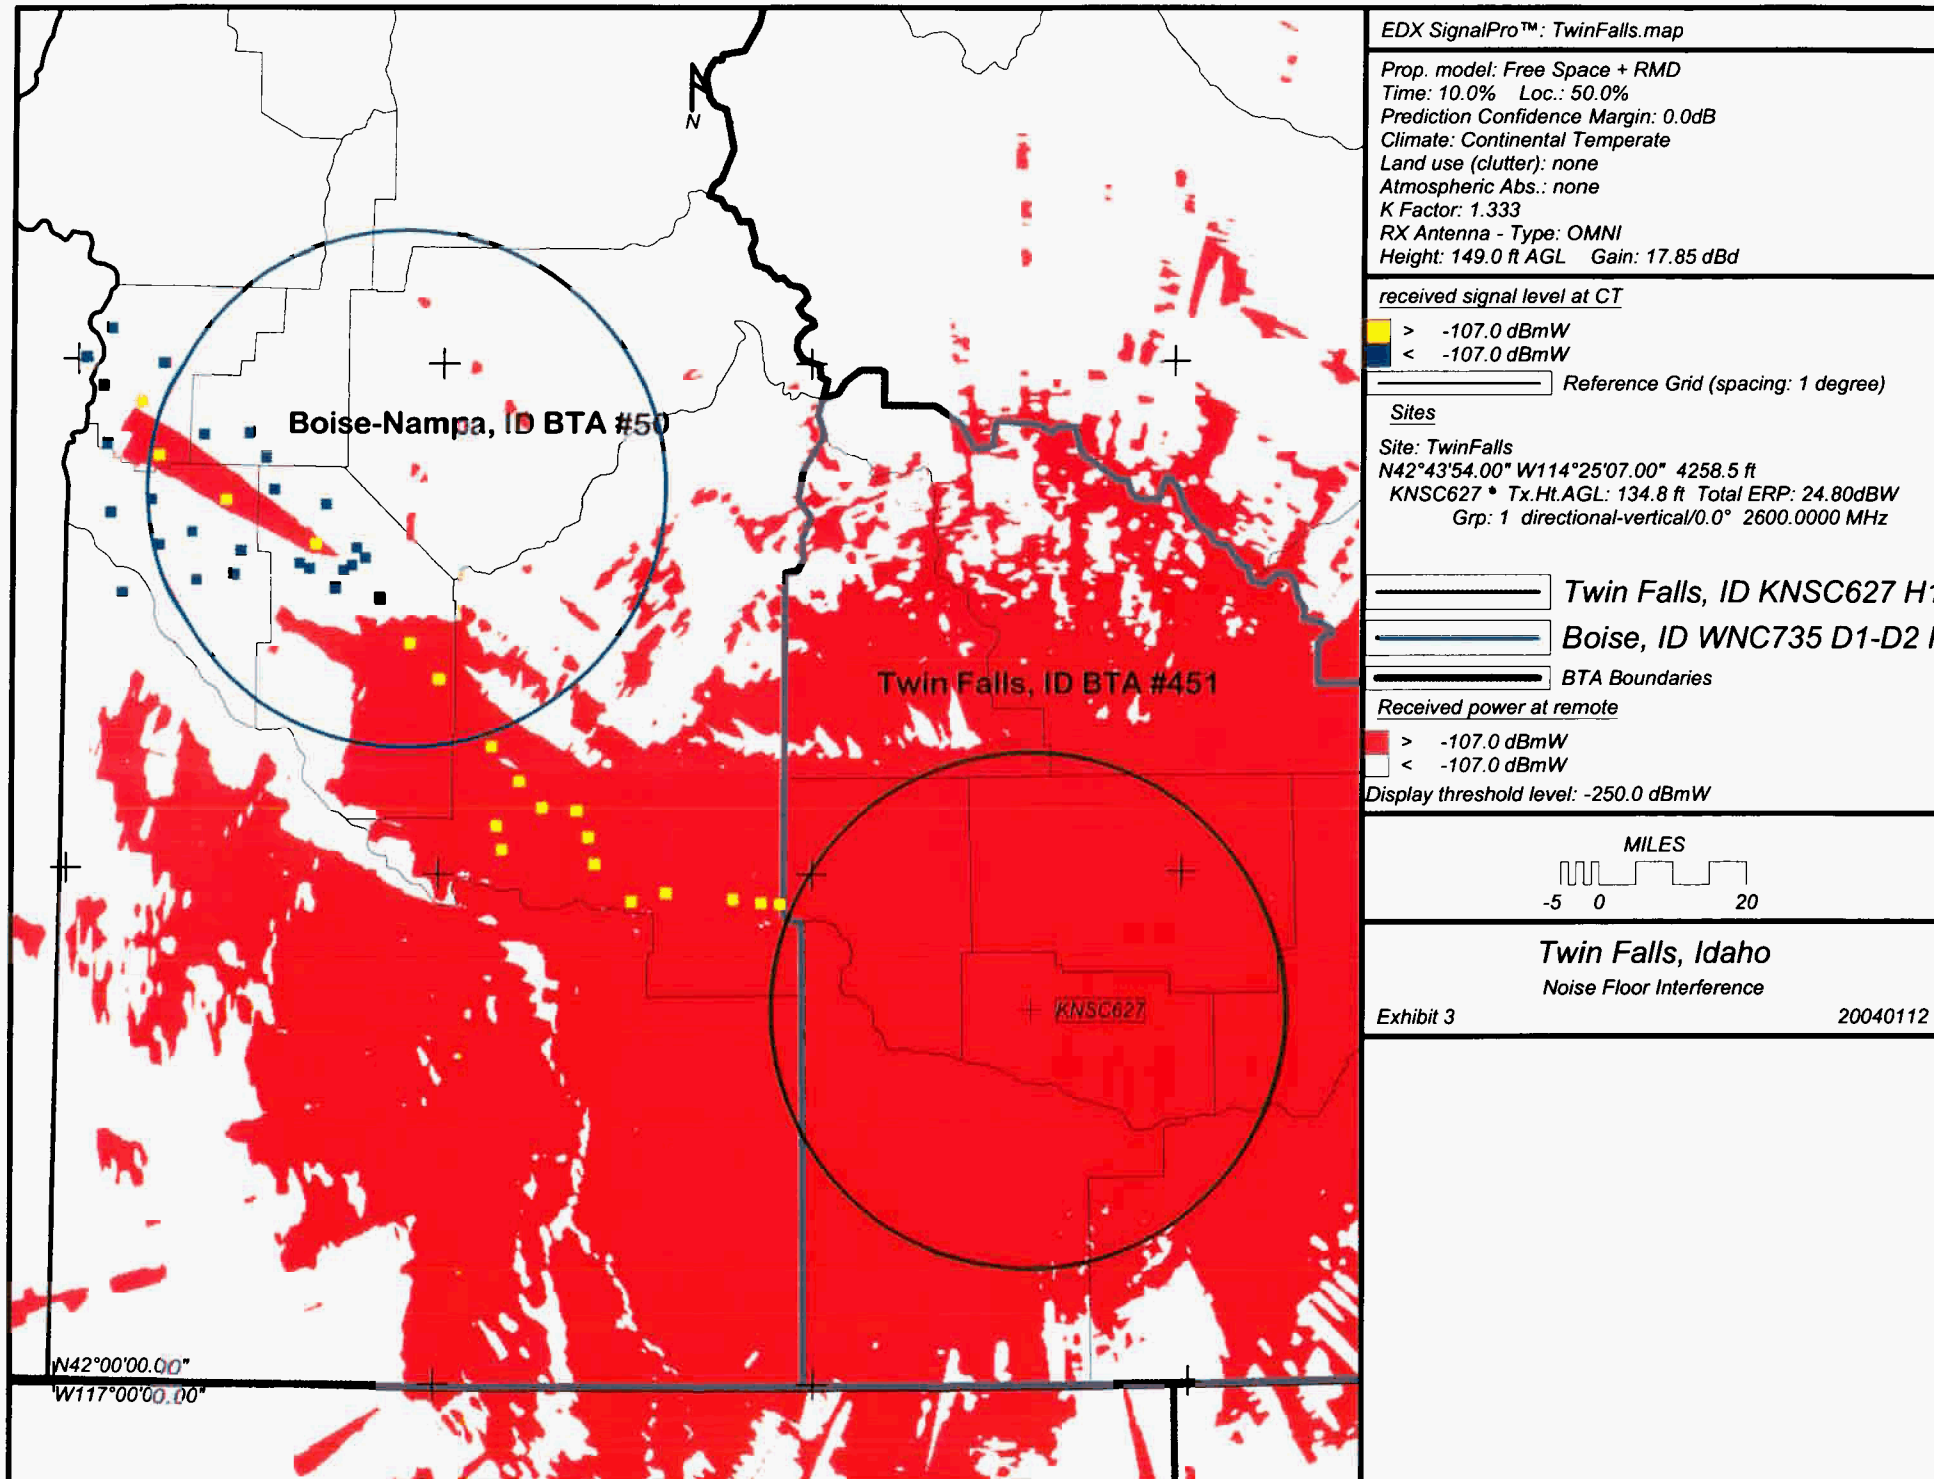 N
Boise-Nampa, ID BTA #50
Twin Falls, ID BTA #451
KNSC627
N42°00'00.00"
W117°00'00.00"
EDX SignalPro™: TwinFalls.map
Prop. model: Free Space + RMD
Time: 10.0% Loc.: 50.0%
Prediction Confidence Margin: 0.0dB
Climate: Continental Temperate
Land use (clutter): none
Atmospheric Abs.: none
K Factor: 1.333
RX Antenna - Type: OMNI
Height: 149.0 ft AGL Gain: 17.85 dBd
received signal level at CT
> -107.0 dBmW
< -107.0 dBmW
Reference Grid (spacing: 1 degree)
Sites
Site: TwinFalls
N42°43'54.00" W114°25'07.00" 4258.5 ft
KNSC627 • Tx.Ht.AGL: 134.8 ft Total ERP: 24.80dBW
Grp: 1 directional-vertical/0.0° 2600.0000 MHz
Twin Falls, ID KNSC627 H1
Boise, ID WNC735 D1-D2
BTA Boundaries
Received power at remote
> -107.0 dBmW
< -107.0 dBmW
Display threshold level: -250.0 dBmW
MILES
-5 0 20
Twin Falls, Idaho
Noise Floor Interference
Exhibit 3 20040112